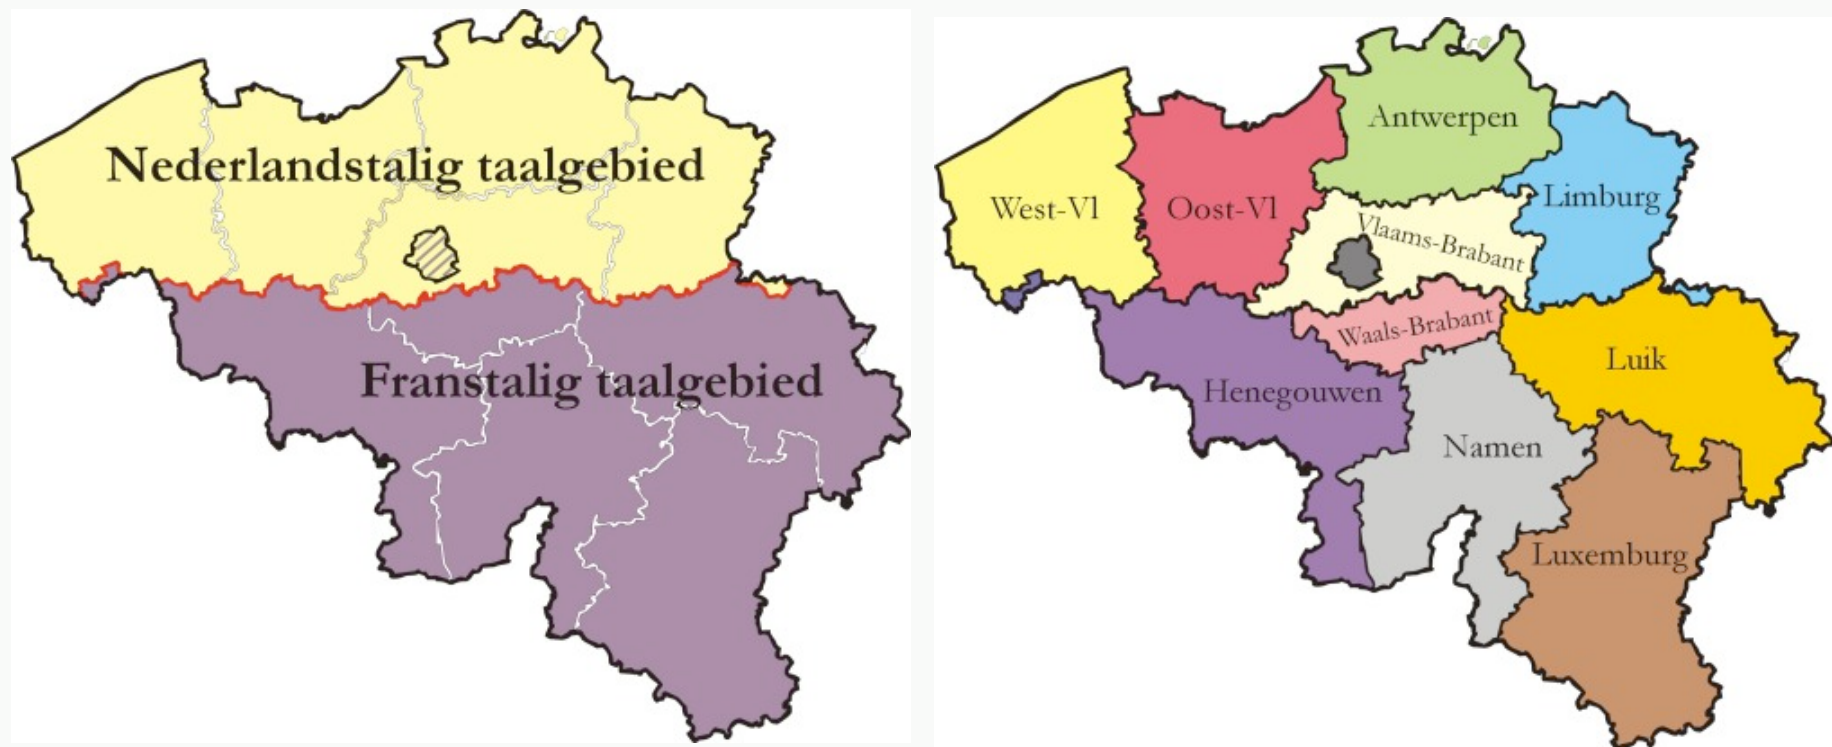 Nederlandstalig taalgebied
Franstalig taalgebied
Antwerpen
Limburg
West-Vl
Oost-Vl
Vlaams-Brabant
Waals-Brabant
Luik
Henegouwen
Namen
Luxemburg